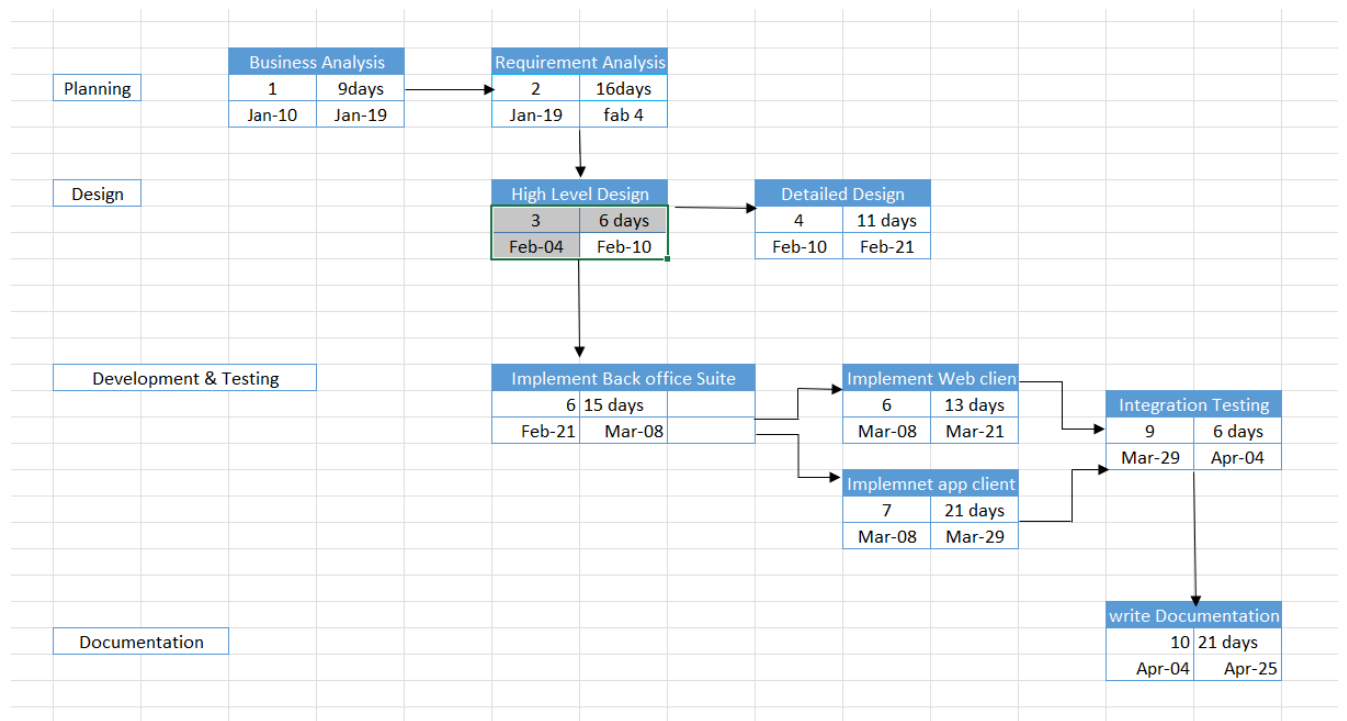 Business Analysis
Requirement Analysis
Planning
1 9days
2 16days
Jan-10 Jan-19
Jan-19 fab 4
Design
High Level Design
Detailed Design
3 6 days
4 11 days
Feb-04 Feb-10
Feb-10 Feb-21
Development & Testing
Implement Back office Suite
Implement Web clien
6 15 days
6 13 days
Integration Testing
Feb-21 Mar-08
Mar-08 Mar-21
9 6 days
Mar-29 Apr-04
Implemnet app client
7 21 days
Mar-08 Mar-29
write Documentation
Documentation
10 21 days
Apr-04 Apr-25